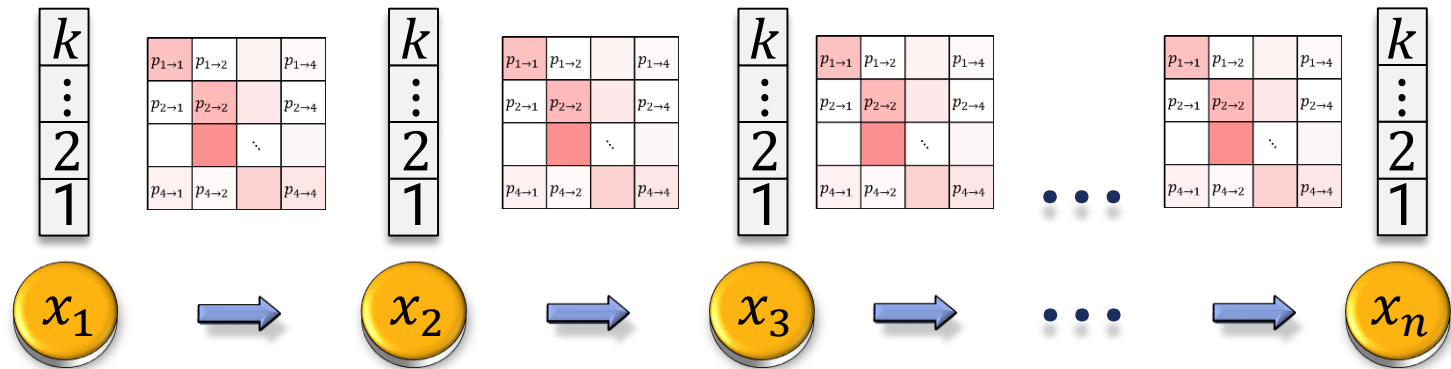 k
⋮
2
1
p₁→₁ p₁→₂ p₁→₄
p₂→₁ p₂→₂ p₂→₄
⋱
p₄→₁ p₄→₂ p₄→₄
k
⋮
2
1
p₁→₁ p₁→₂ p₁→₄
p₂→₁ p₂→₂ p₂→₄
⋱
p₄→₁ p₄→₂ p₄→₄
k
⋮
2
1
p₁→₁ p₁→₂ p₁→₄
p₂→₁ p₂→₂ p₂→₄
⋱
p₄→₁ p₄→₂ p₄→₄
...
p₁→₁ p₁→₂ p₁→₄
p₂→₁ p₂→₂ p₂→₄
⋱
p₄→₁ p₄→₂ p₄→₄
k
⋮
2
1
x₁ → x₂ → x₃ → ... → xₙ